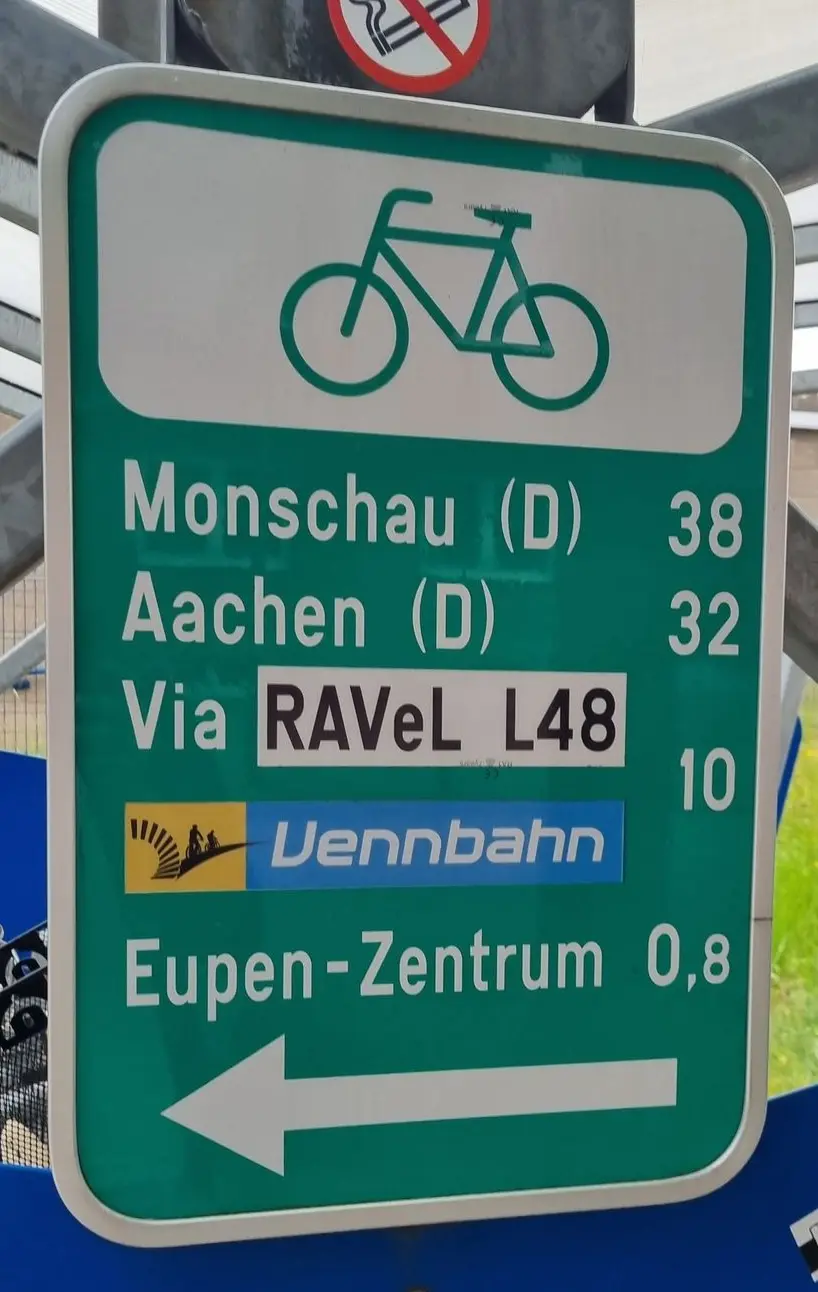 Monschau (D) 38
Aachen (D) 32
Via RAVeL L48
10
Vennbahn
Eupen-Zentrum 0,8